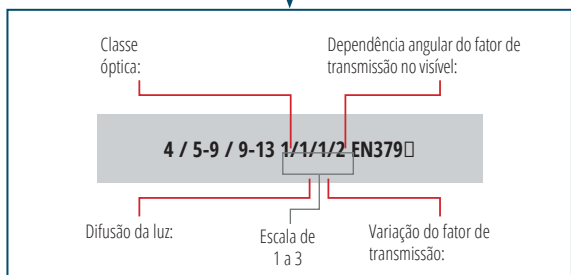 Classe
óptica:
Dependência angular do fator de
transmissão no visível:
4 / 5-9 / 9-13 1/1/1/2 EN379
Difusão da luz:
Escala de
1 a 3
Variação do fator de
transmissão: